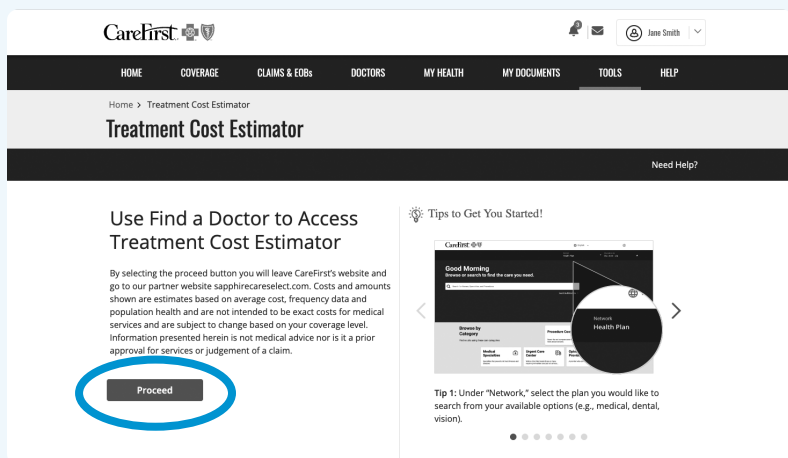 CareFirst
3
Jane Smith
HOME COVERAGE CLAIMS & EOBs DOCTORS MY HEALTH MY DOCUMENTS TOOLS HELP
Home > Treatment Cost Estimator
Treatment Cost Estimator
Need Help?
Use Find a Doctor to Access
Treatment Cost Estimator
By selecting the proceed button you will leave CareFirst's website and
go to our partner website sapphirecareselect.com. Costs and amounts
shown are estimates based on average cost, frequency data and
population health and are not intended to be exact costs for medical
services and are subject to change based on your coverage level.
Information presented herein is not medical advice nor is it a prior
approval for services or judgement of a claim.
Proceed
Tips to Get You Started!
CareFirst
Good Morning
Browse or search to find the care you need.
Network
Health Plan
Browse by
Category
Procedure Cost
Medical
Specialties
Urgent Care
Centers
Tip 1: Under "Network," select the plan you would like to
search from your available options (e.g., medical, dental,
vision).